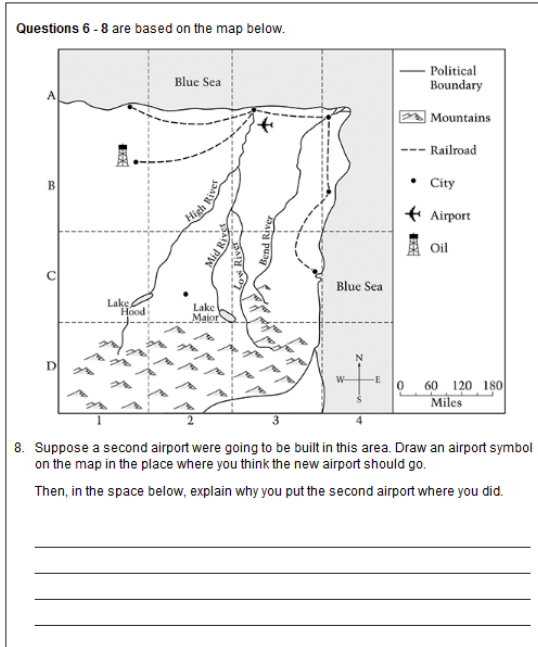 Questions 6 - 8 are based on the map below.
Blue Sea
Political
Boundary
A
Mountains
Railroad
B
City
High River
Airport
Mid River
Low River
Bend River
Oil
C
Blue Sea
Lake
Hood
Lake
Major
D
N
W
E
S
0 60 120 180
Miles
1 2 3 4
8. Suppose a second airport were going to be built in this area. Draw an airport symbol
on the map in the place where you think the new airport should go.
Then, in the space below, explain why you put the second airport where you did.